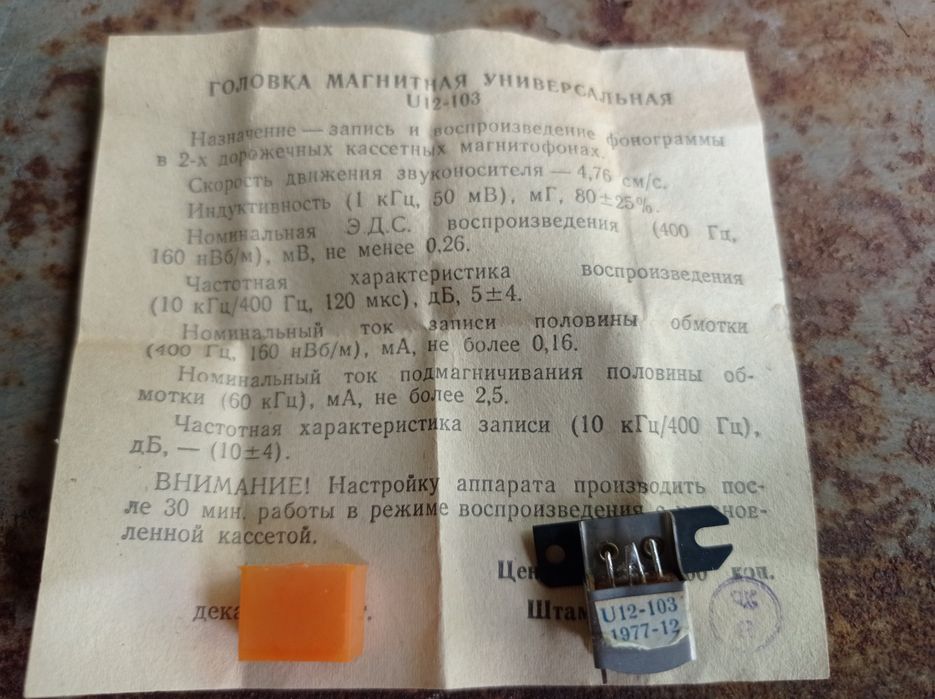 ГОЛОВКА МАГНИТНАЯ УНИВЕРСАЛЬНАЯ
U12-103
Назначение — запись и воспроизведение фонограммы
в 2-х дорожечных кассетных магнитофонах.
Скорость движения звуконосителя — 4,76 см/с.
Индуктивность (1 кГц, 50 мВ), мГ, 80±25%.
Номинальная Э.Д.С. воспроизведения (400 Гц,
160 нВб/м), мВ, не менее 0,26.
Частотная характеристика воспроизведения
(10 кГц/400 Гц, 120 мкс), дБ, 5±4.
Номинальный ток записи половины обмотки
(400 Гц, 160 нВб/м), мА, не более 0,16.
Номинальный ток подмагничивания половины об-
мотки (60 кГц), мА, не более 2,5.
Частотная характеристика записи (10 кГц/400 Гц),
дБ, — (10±4).
ВНИМАНИЕ! Настройку аппарата производить пос-
ле 30 мин. работы в режиме воспроизведения с
ленной кассетой.
коп.
U12-103
1977-12